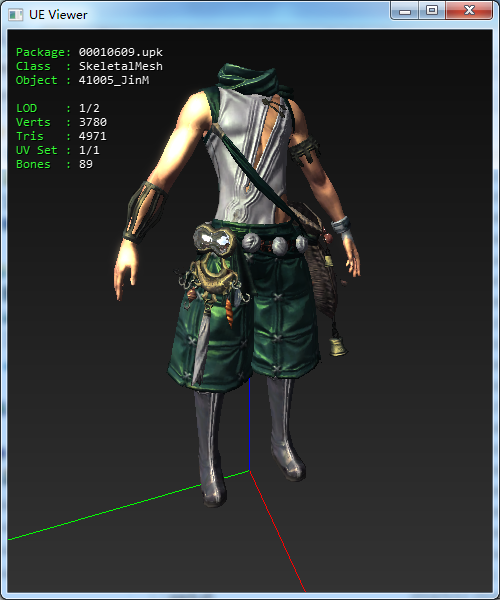 UE Viewer
Package: 00010609.upk
Class  : SkeletalMesh
Object : 41005_JinM
LOD    : 1/2
Verts  : 3780
Tris   : 4971
UV Set : 1/1
Bones  : 89